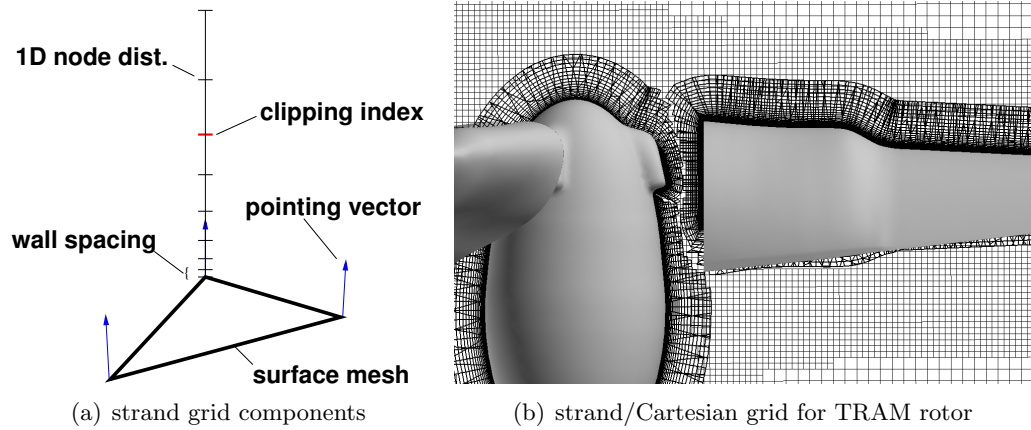 1D node dist.
clipping index
pointing vector
wall spacing
surface mesh
(a) strand grid components
(b) strand/Cartesian grid for TRAM rotor